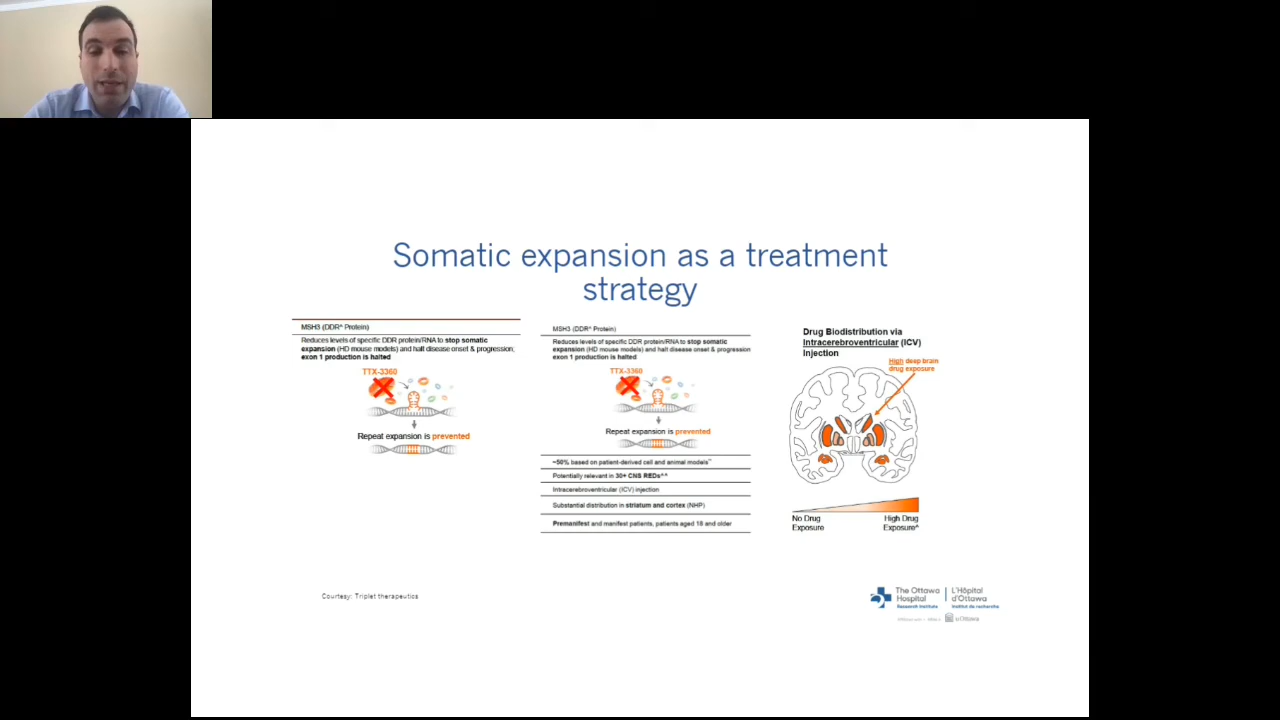 Somatic expansion as a treatment
strategy
MSH3 (DDR^ Protein)
Reduces levels of specific DDR protein/RNA to stop somatic
expansion (HD mouse models) and halt disease onset & progression;
exon 1 production is halted
TTX-3360
Repeat expansion is prevented
MSH3 (DDR^ Protein)
Reduces levels of specific DDR protein/RNA to stop somatic
expansion (HD mouse models) and halt disease onset & progression
exon 1 production is halted
TTX-3360
Repeat expansion is prevented
~50% based on patient-derived cell and animal models
Potentially relevant in 30+ CNS REDs^^
Intracerebroventricular (ICV) injection
Substantial distribution in striatum and cortex (NHP)
Premanifest and manifest patients, patients aged 18 and older
Drug Biodistribution via
Intracerebroventricular (ICV)
Injection
High deep brain
drug exposure
No Drug
Exposure
High Drug
Exposure^
Courtesy: Triplet therapeutics
The Ottawa
Hospital
Research Institute
L'Hôpital
d'Ottawa
Institut de recherche
uOttawa